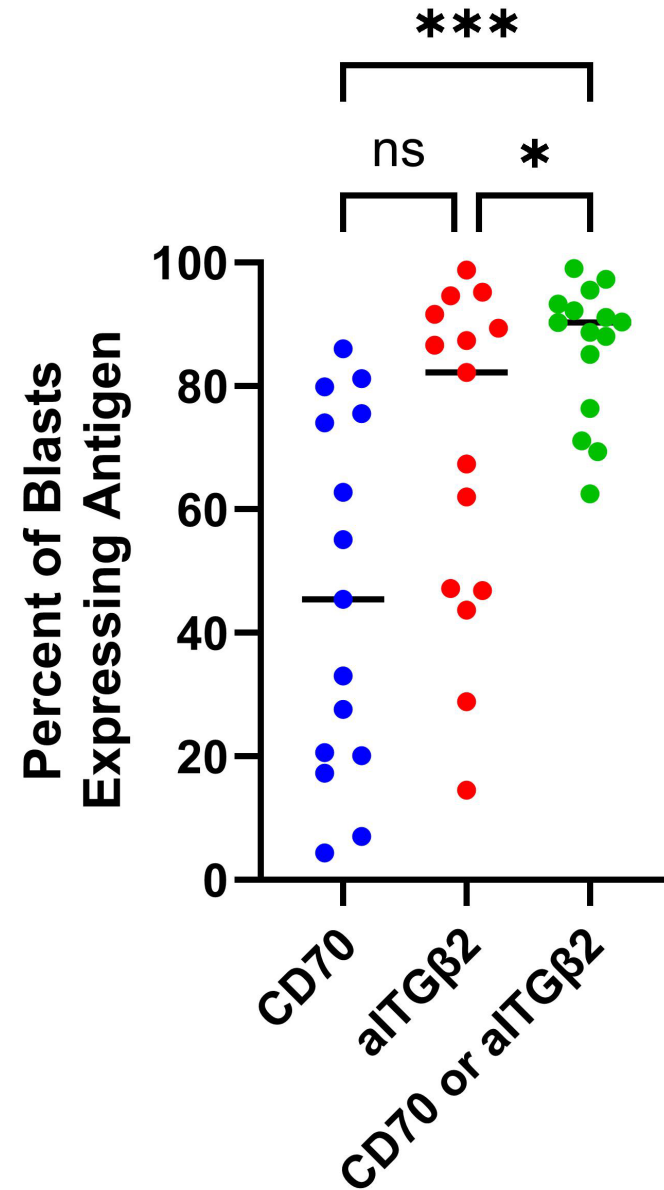 ***
ns
*
Percent of Blasts
Expressing Antigen
100
80
60
40
20
0
CD70
aITGβ2
CD70 or aITGβ2